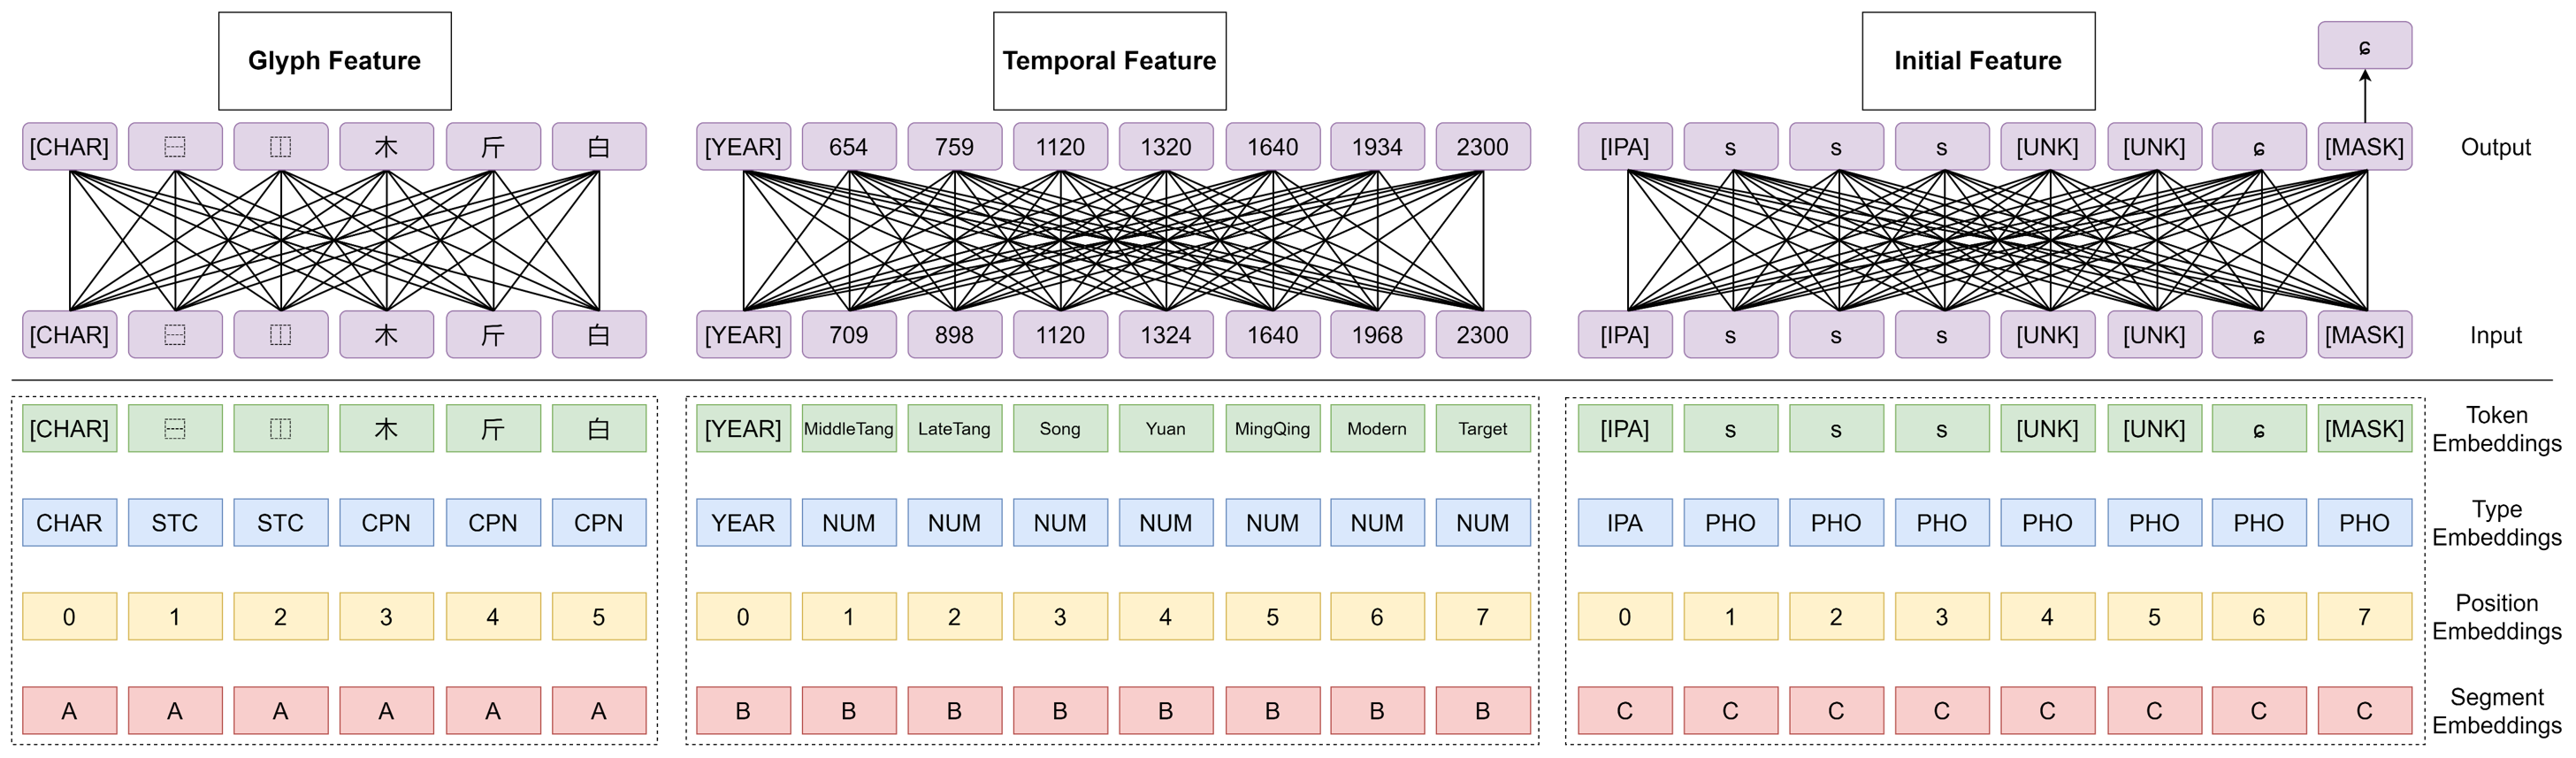 Glyph Feature
Temporal Feature
Initial Feature
ɕ
[CHAR] ⿱ ⿰ 木 斤 白
[YEAR] 654 759 1120 1320 1640 1934 2300
[IPA] s s s [UNK] [UNK] ɕ [MASK]
Output
[CHAR] ⿱ ⿰ 木 斤 白
[YEAR] 709 898 1120 1324 1640 1968 2300
[IPA] s s s [UNK] [UNK] ɕ [MASK]
Input
[CHAR] ⿱ ⿰ 木 斤 白
[YEAR] MiddleTang LateTang Song Yuan MingQing Modern Target
[IPA] s s s [UNK] [UNK] ɕ [MASK]
Token
Embeddings
CHAR STC STC CPN CPN CPN
YEAR NUM NUM NUM NUM NUM NUM NUM
IPA PHO PHO PHO PHO PHO PHO PHO
Type
Embeddings
0 1 2 3 4 5
0 1 2 3 4 5 6 7
0 1 2 3 4 5 6 7
Position
Embeddings
A A A A A A
B B B B B B B B
C C C C C C C C
Segment
Embeddings